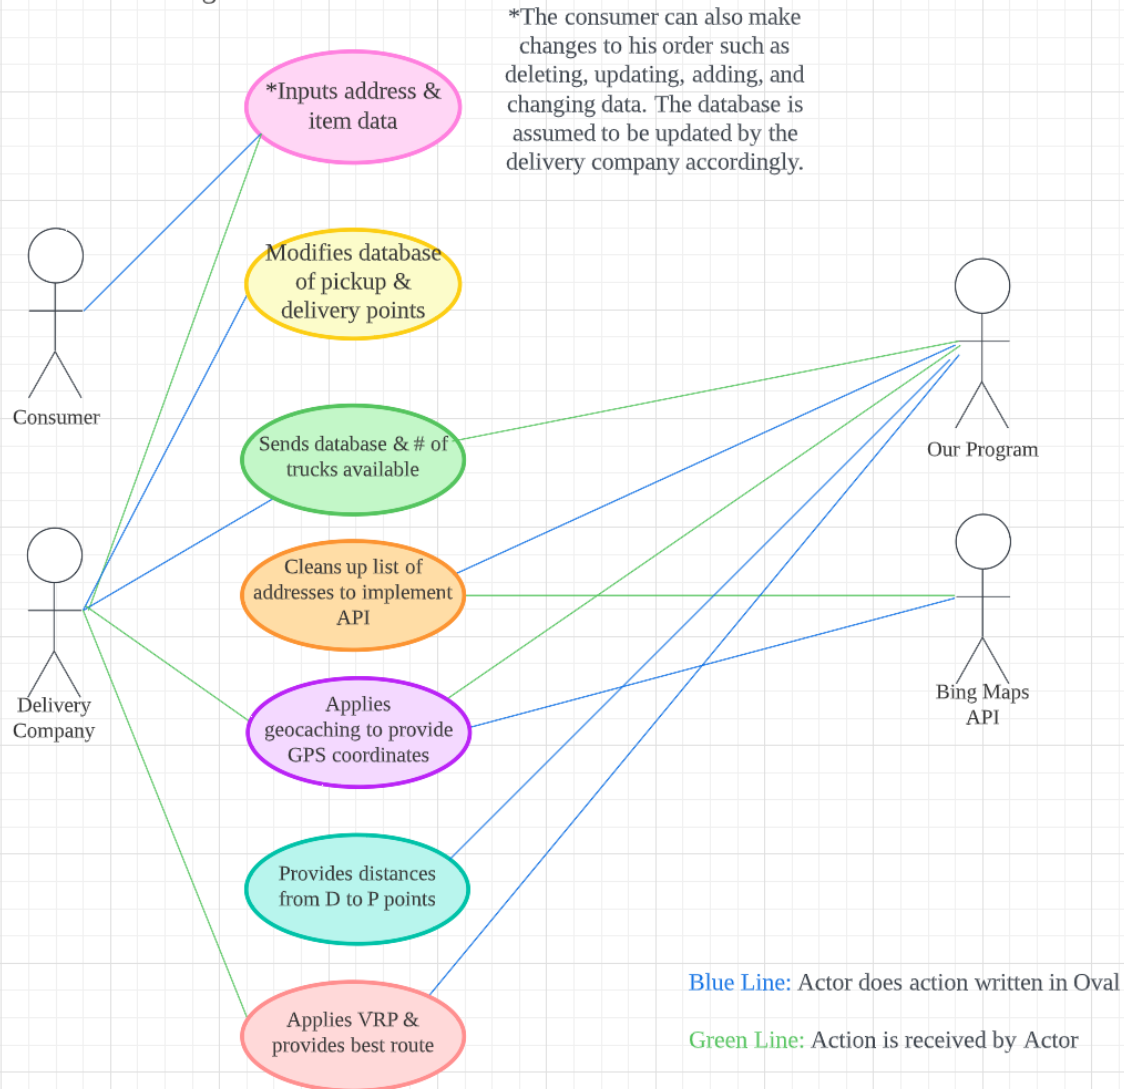 *The consumer can also make
changes to his order such as
deleting, updating, adding, and
changing data. The database is
assumed to be updated by the
delivery company accordingly.
*Inputs address &
item data
Modifies database
of pickup &
delivery points
Consumer
Sends database & # of
trucks available
Our Program
Cleans up list of
addresses to implement
API
Delivery
Company
Bing Maps
API
Applies
geocaching to provide
GPS coordinates
Provides distances
from D to P points
Applies VRP &
provides best route
Blue Line: Actor does action written in Oval
Green Line: Action is received by Actor